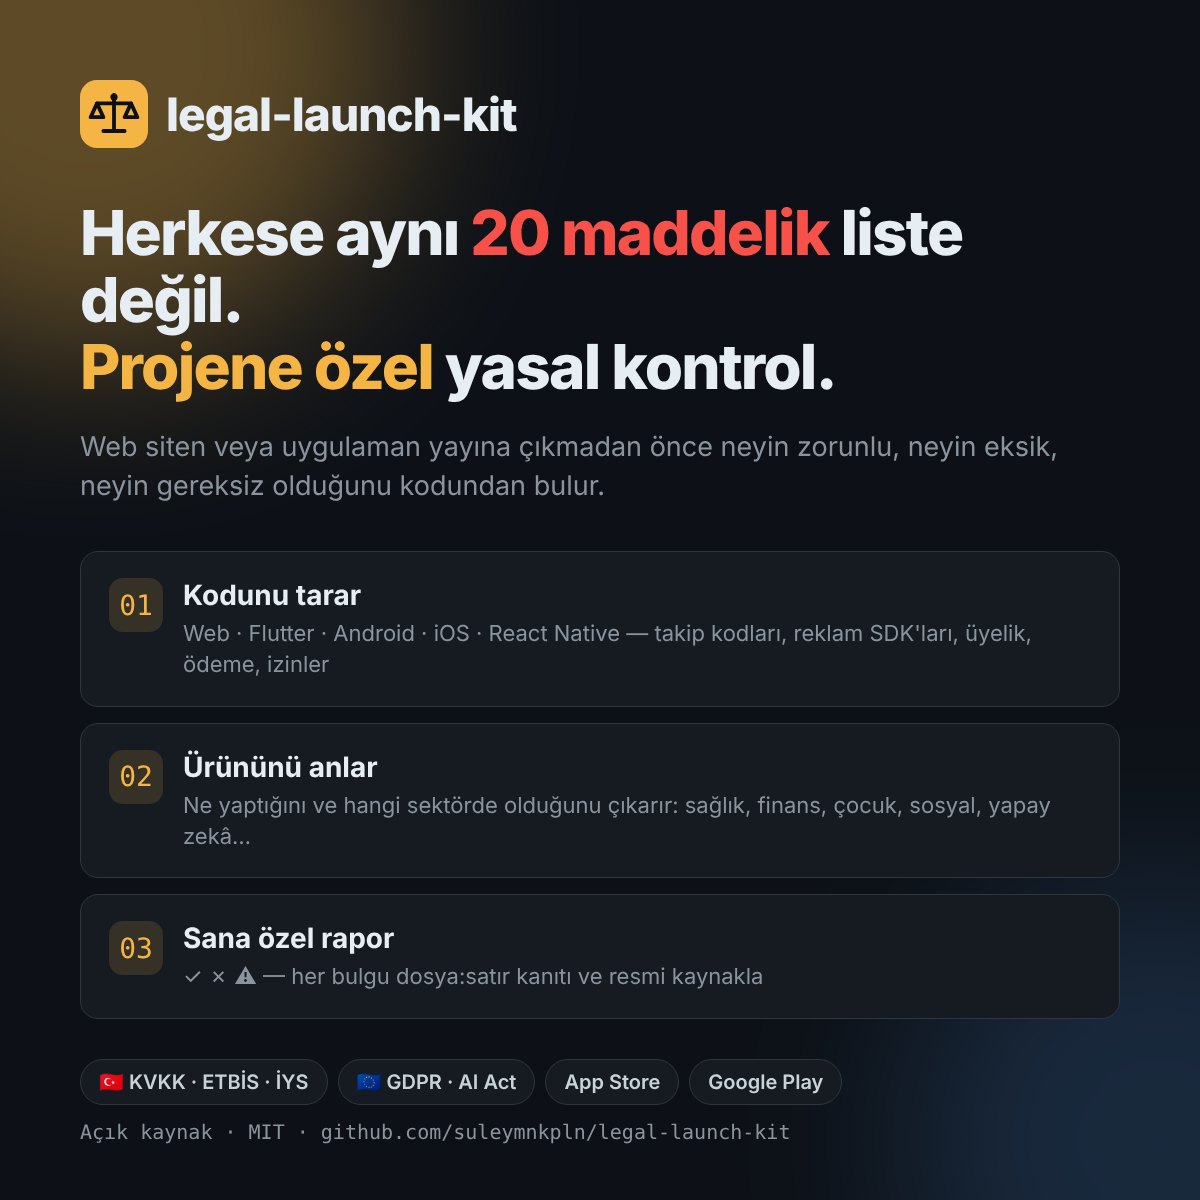 legal-launch-kit
Herkese aynı 20 maddelik liste
değil.
Projene özel yasal kontrol.
Web siten veya uygulaman yayına çıkmadan önce neyin zorunlu, neyin eksik,
neyin gereksiz olduğunu kodundan bulur.
01
Kodunu tarar
Web · Flutter · Android · iOS · React Native — takip kodları, reklam SDK'ları, üyelik,
ödeme, izinler
02
Ürününü anlar
Ne yaptığını ve hangi sektörde olduğunu çıkarır: sağlık, finans, çocuk, sosyal, yapay
zekâ...
03
Sana özel rapor
✓ × ⚠ — her bulgu dosya:satır kanıtı ve resmi kaynakla
🇹🇷 KVKK · ETBİS · İYS
🇪🇺 GDPR · AI Act
App Store
Google Play
Açık kaynak · MIT · github.com/suleymnkpln/legal-launch-kit